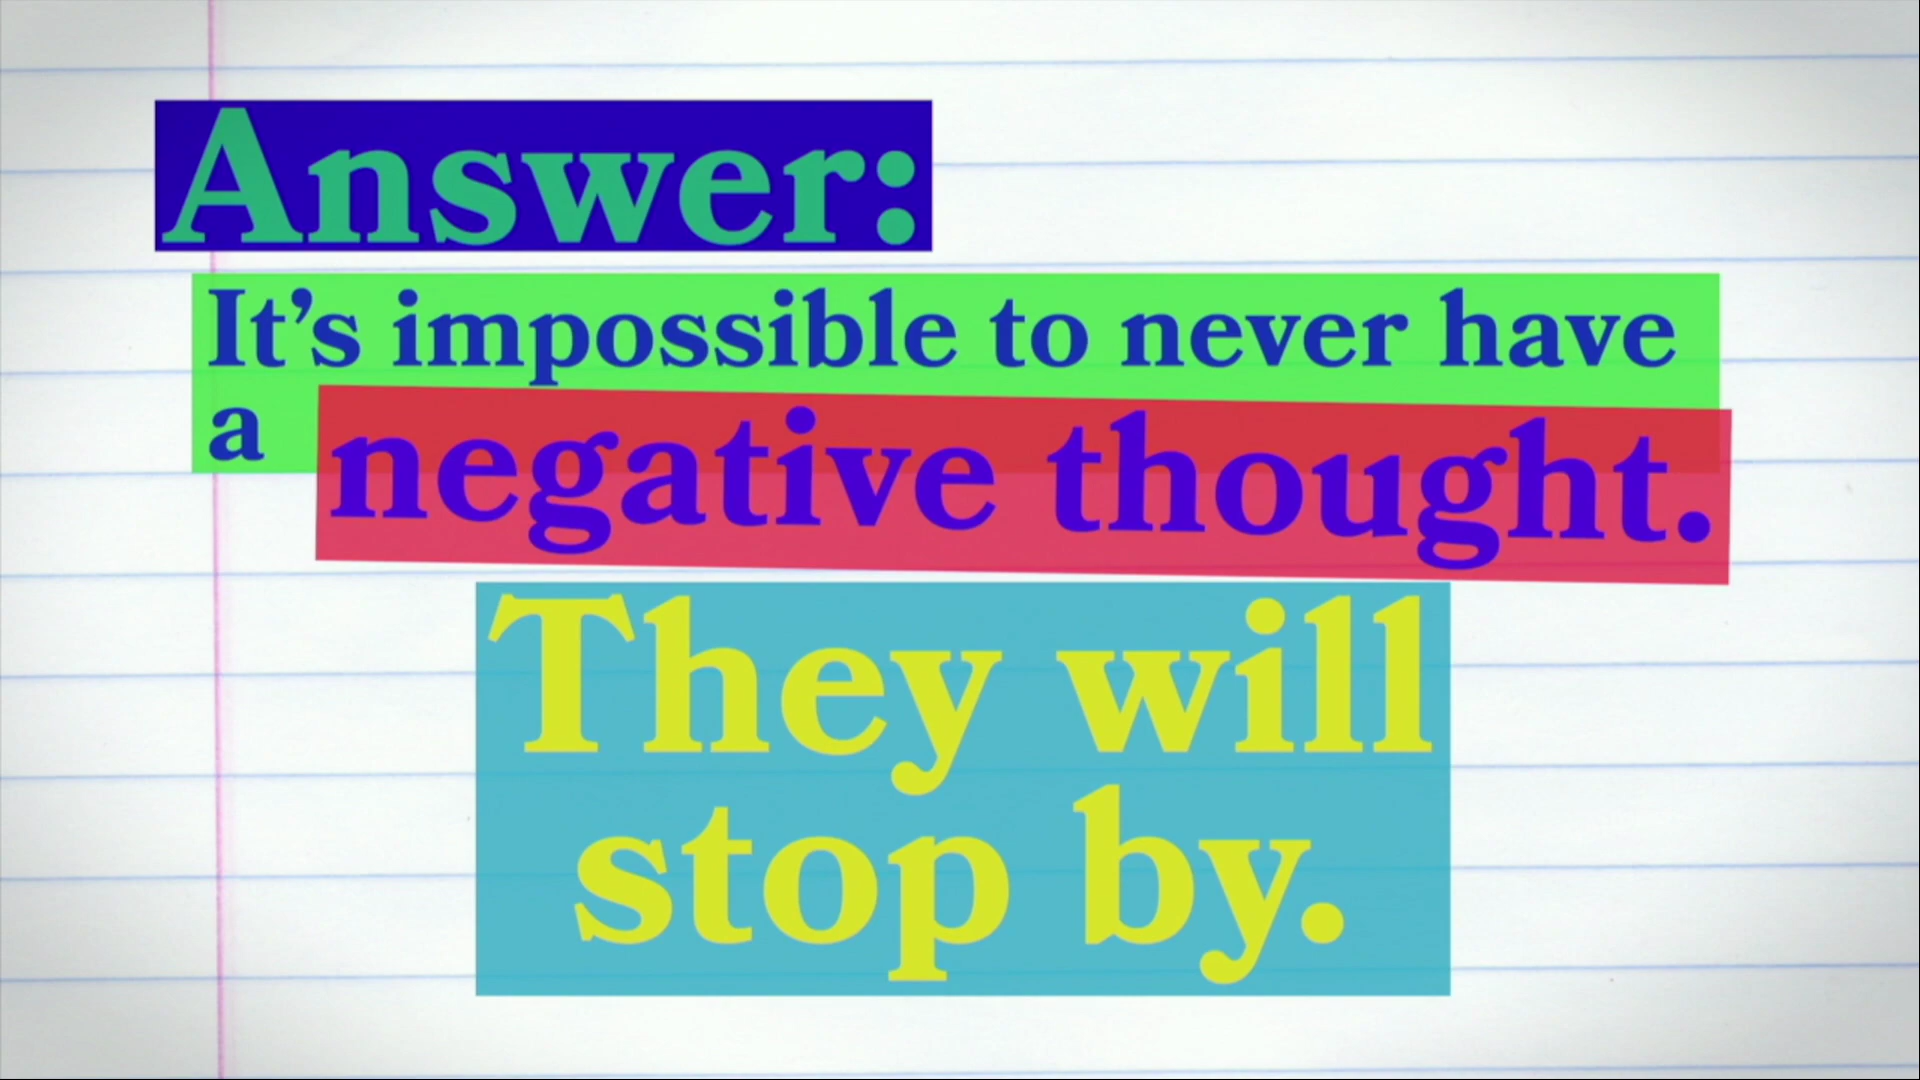 Answer:
It’s impossible to never have
a negative thought.
They will
stop by.